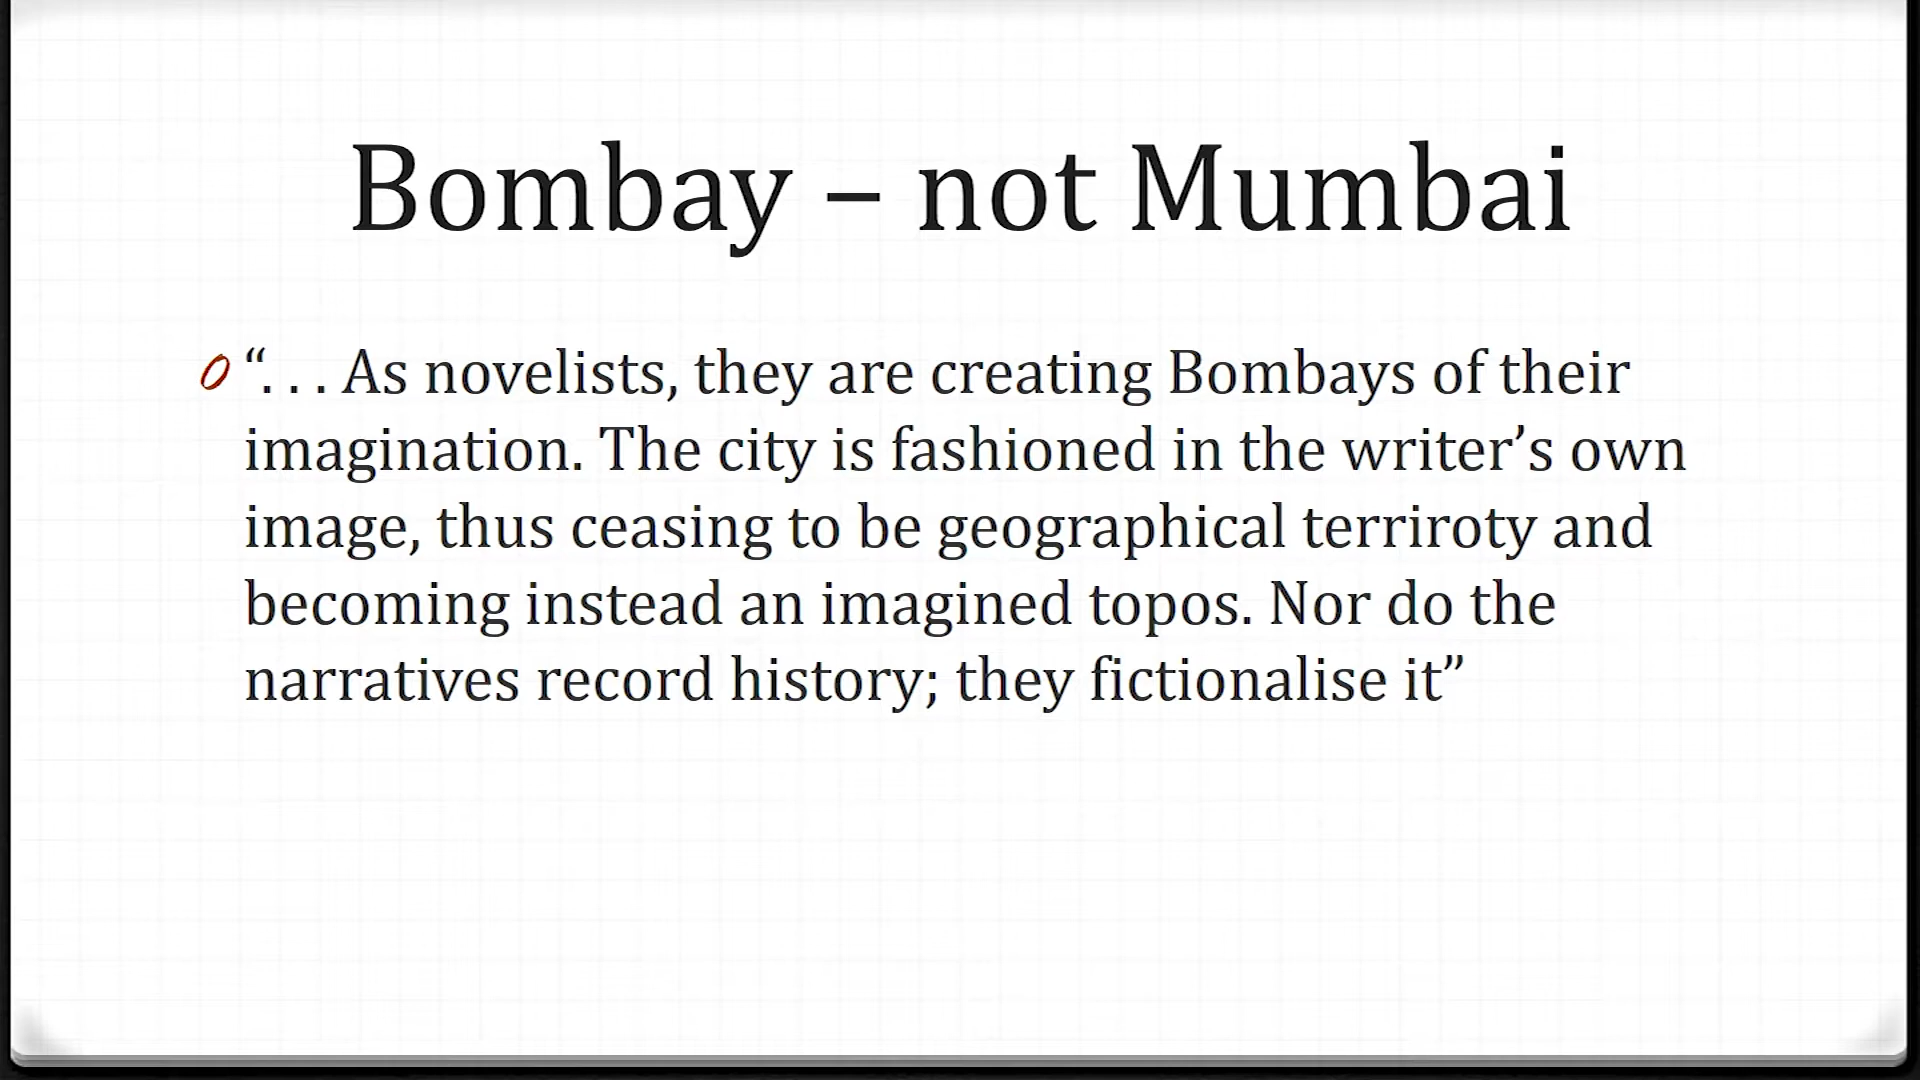 Bombay – not Mumbai
“. . . As novelists, they are creating Bombays of their
imagination. The city is fashioned in the writer’s own
image, thus ceasing to be geographical terriroty and
becoming instead an imagined topos. Nor do the
narratives record history; they fictionalise it”